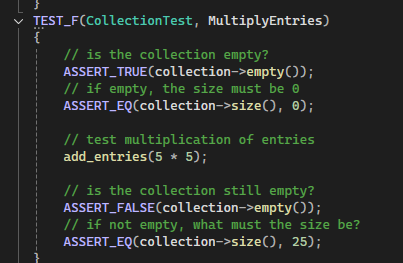 }
TEST_F(CollectionTest, MultiplyEntries)
{
// is the collection empty?
ASSERT_TRUE(collection->empty());
// if empty, the size must be 0
ASSERT_EQ(collection->size(), 0);
// test multiplication of entries
add_entries(5 * 5);
// is the collection still empty?
ASSERT_FALSE(collection->empty());
// if not empty, what must the size be?
ASSERT_EQ(collection->size(), 25);
}